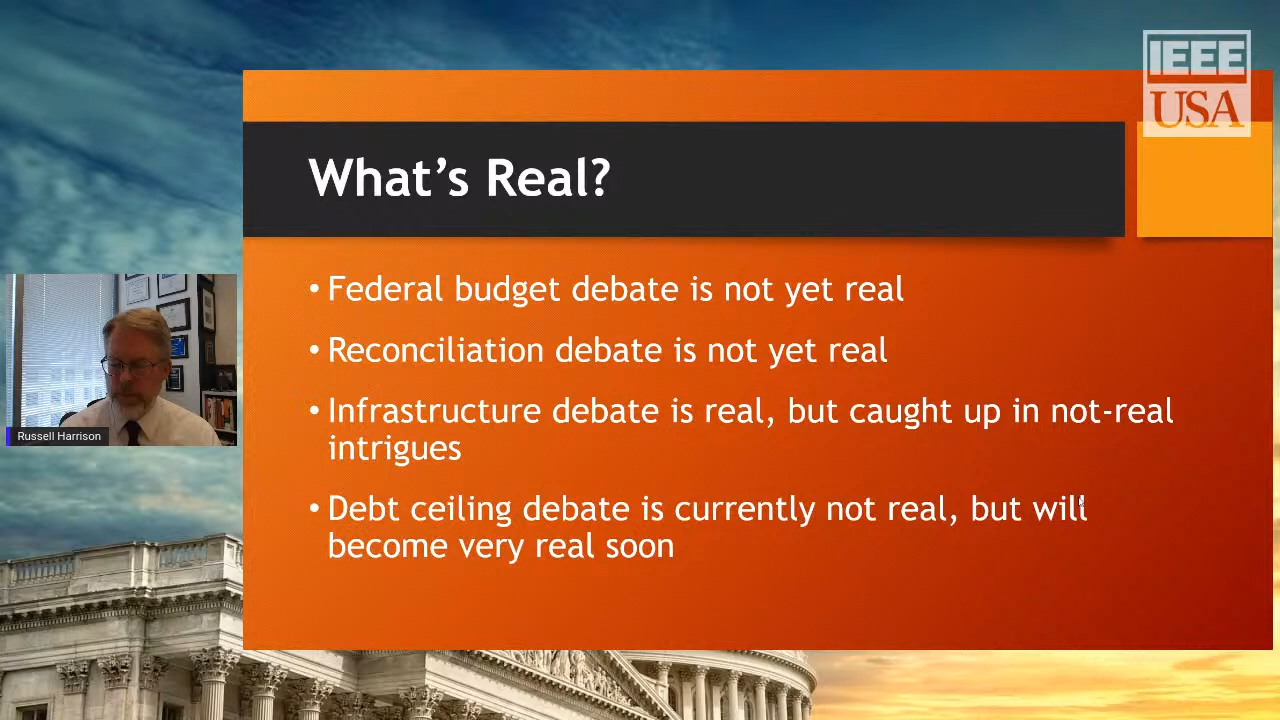 IEEE
USA
What's Real?
• Federal budget debate is not yet real
• Reconciliation debate is not yet real
• Infrastructure debate is real, but caught up in not-real
intrigues
• Debt ceiling debate is currently not real, but will
become very real soon
Russell Harrison